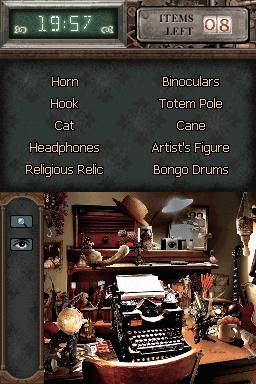 19:57
ITEMS
LEFT
08
Horn
Binoculars
Hook
Totem Pole
Cat
Cane
Headphones
Artist's Figure
Religious Relic
Bongo Drums